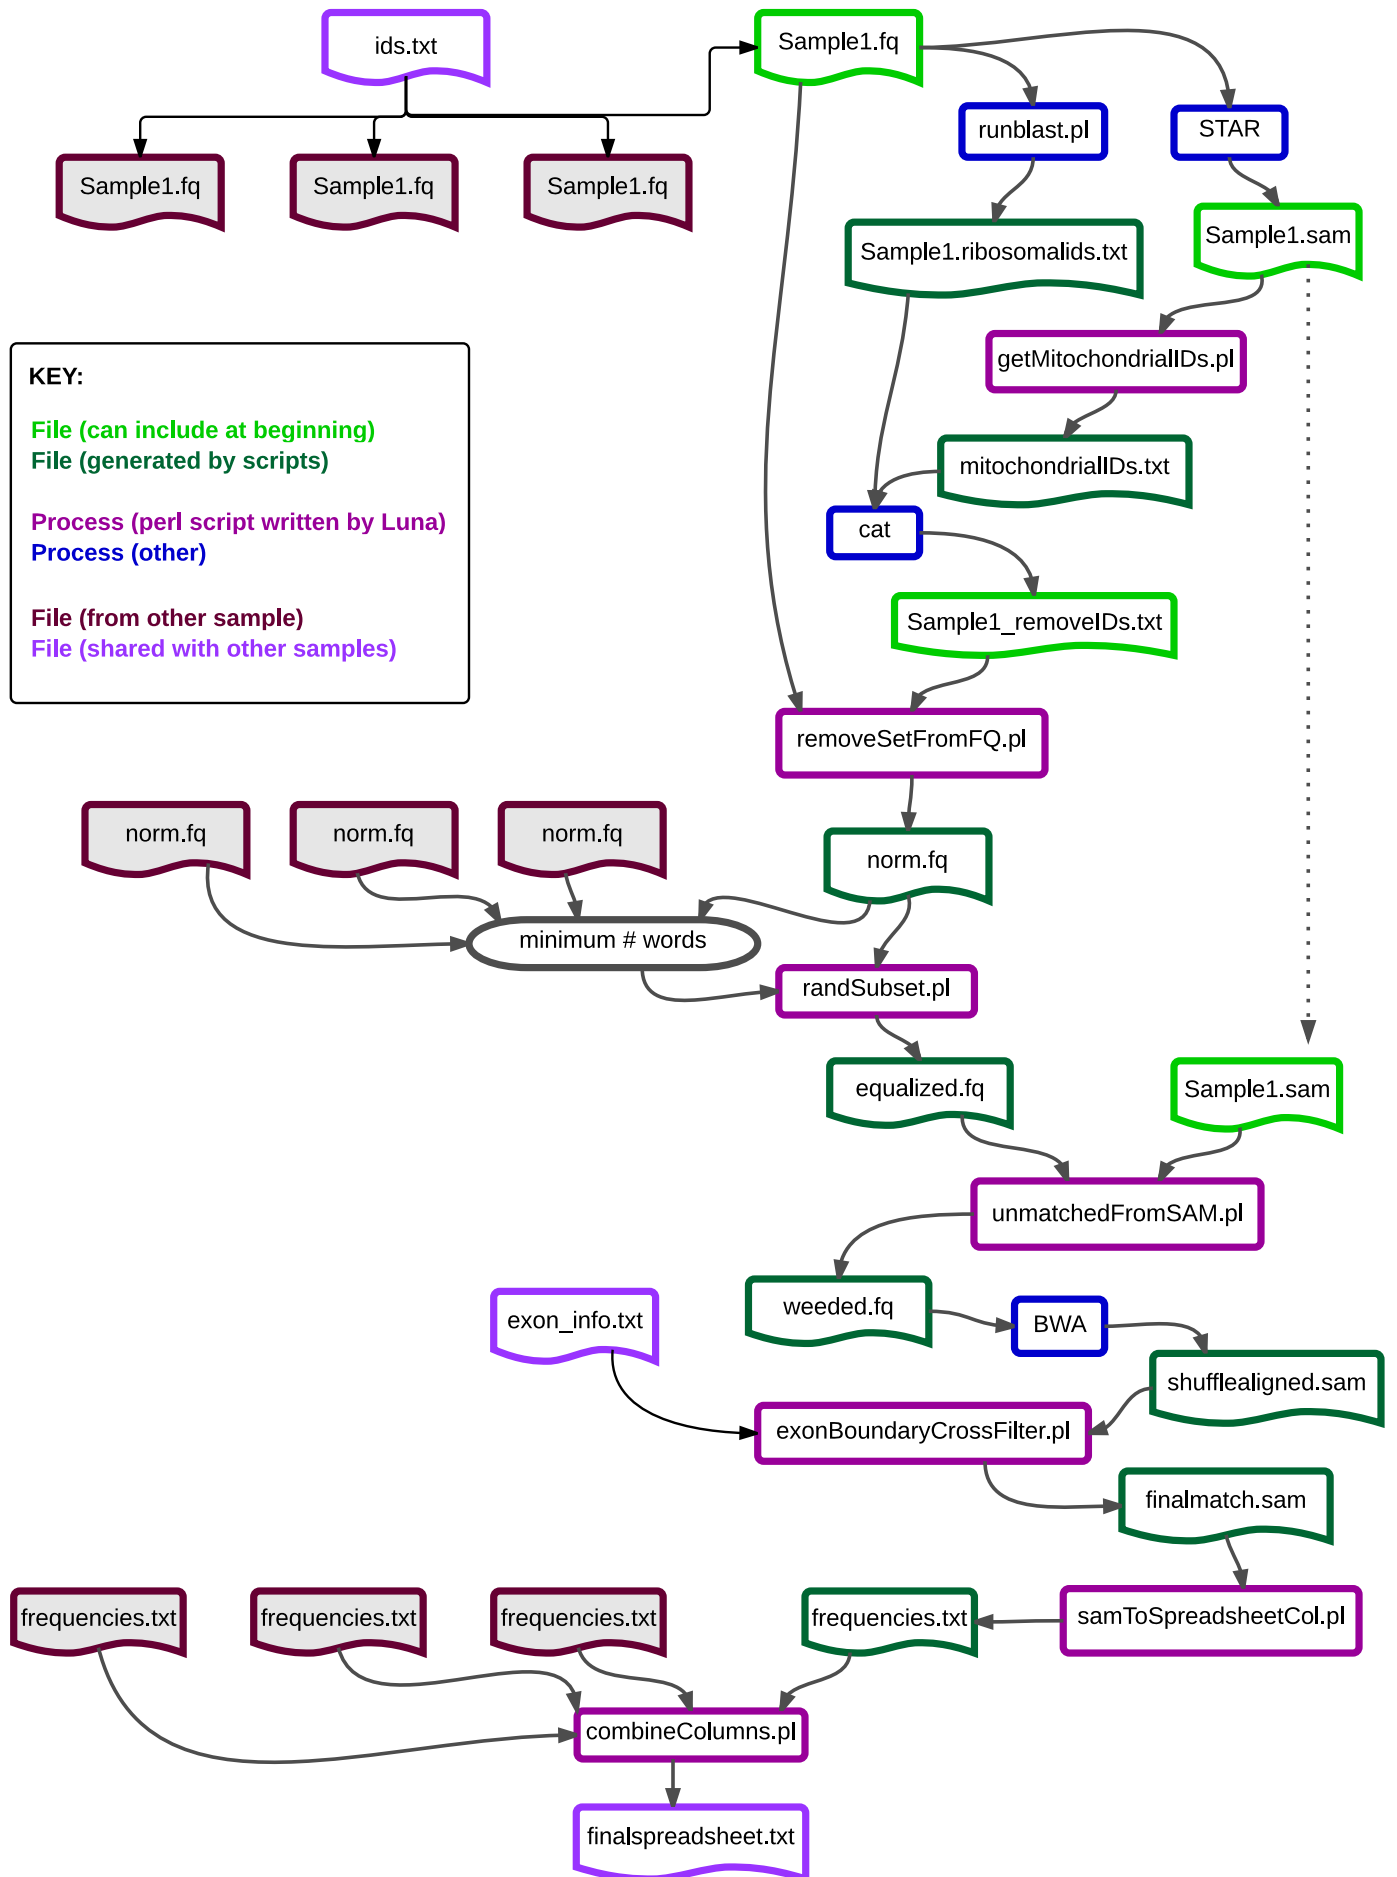 ids.txt
Sample1.fq
runblast.pl
STAR
Sample1.fq
Sample1.fq
Sample1.fq
Sample1.ribosomalids.txt
Sample1.sam
getMitochondrialIDs.pl
KEY:
File (can include at beginning)
File (generated by scripts)
Process (perl script written by Luna)
Process (other)
File (from other sample)
File (shared with other samples)
mitochondrialIDs.txt
cat
Sample1_removeIDs.txt
removeSetFromFQ.pl
norm.fq
norm.fq
norm.fq
norm.fq
minimum # words
randSubset.pl
equalized.fq
Sample1.sam
unmatchedFromSAM.pl
weeded.fq
exon_info.txt
BWA
shufflealigned.sam
exonBoundaryCrossFilter.pl
finalmatch.sam
frequencies.txt
frequencies.txt
frequencies.txt
frequencies.txt
samToSpreadsheetCol.pl
combineColumns.pl
finalspreadsheet.txt